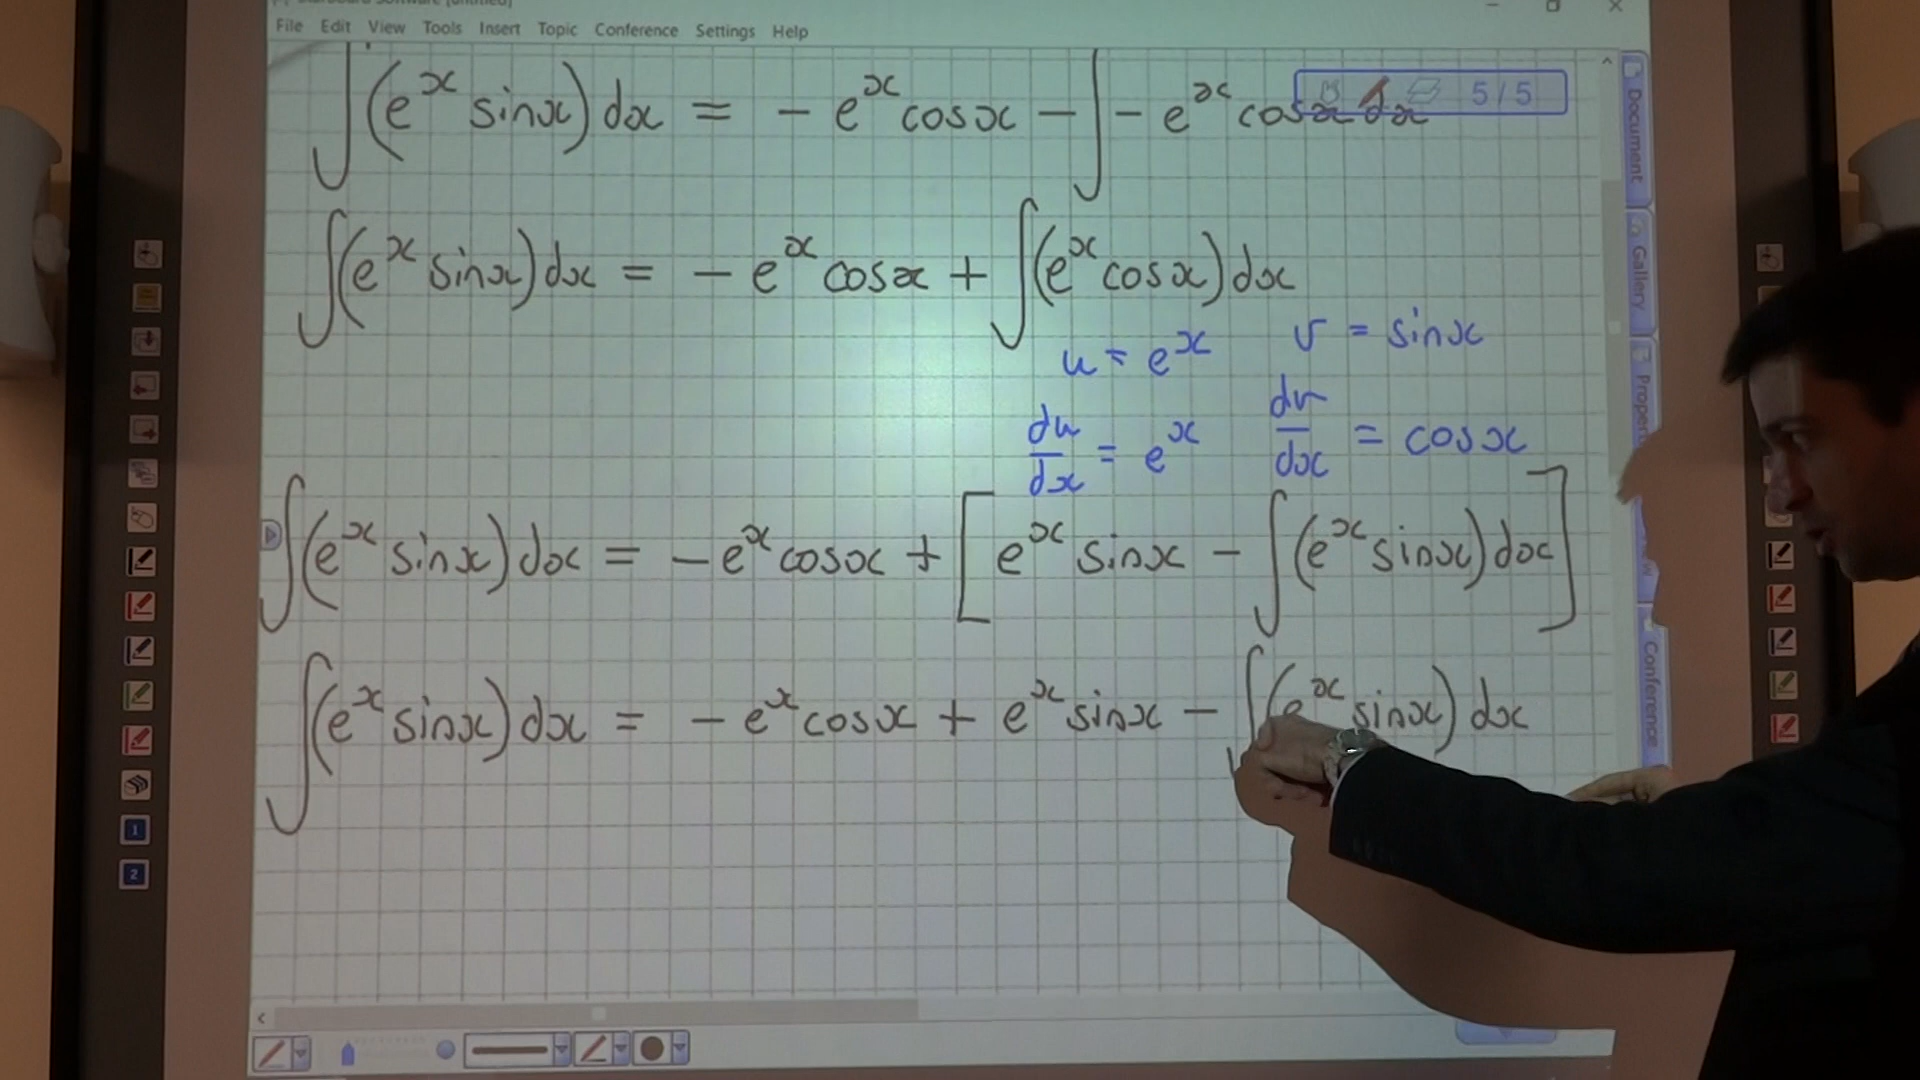 File Edit View Tools Insert Topic Conference Settings Help
∫(e^x sinx) dx = - e^x cosx - ∫ - e^x cosx dx
5/5
∫(e^x sinx) dx = - e^x cosx + ∫(e^x cosx) dx
u = e^x v = sinx
du/dx = e^x dv/dx = cosx
∫(e^x sinx) dx = - e^x cosx + [ e^x sinx - ∫(e^x sinx) dx ]
∫(e^x sinx) dx = - e^x cosx + e^x sinx - ∫(e^x sinx) dx
Document
Gallery
Conference
1
2